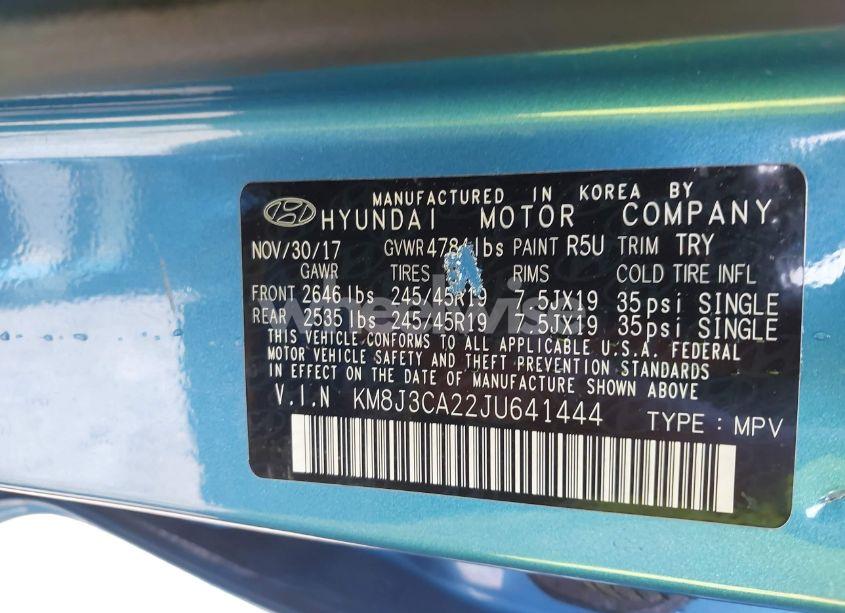 MANUFACTURED IN KOREA BY
HYUNDAI MOTOR COMPANY
NOV/30/17 GVWR 4784 lbs PAINT R5U TRIM TRY
GAWR TIRES RIMS COLD TIRE INFL
FRONT 2646 lbs 245/45R19 7.5JX19 35psi SINGLE
REAR 2535 lbs 245/45R19 7.5JX19 35psi SINGLE
wheelwise
THIS VEHICLE CONFORMS TO ALL APPLICABLE U.S.A. FEDERAL
MOTOR VEHICLE SAFETY AND THEFT PREVENTION STANDARDS
IN EFFECT ON THE DATE OF MANUFACTURE SHOWN ABOVE
V.I.N KM8J3CA22JU641444 TYPE : MPV